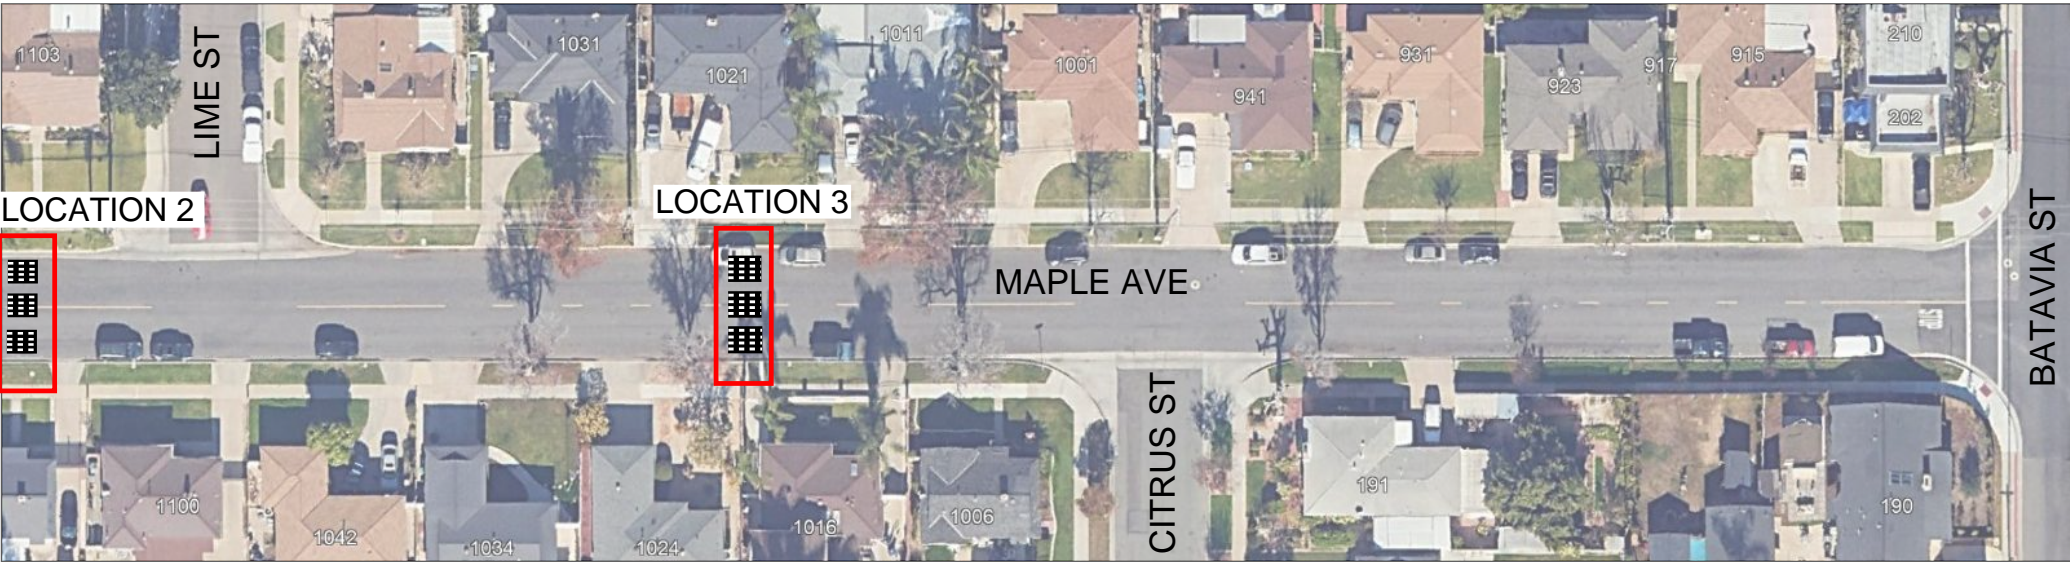 1103
LIME ST
1031
1021
1011
1001
941
931
923
917
915
210
202
LOCATION 2
LOCATION 3
MAPLE AVE
BATAVIA ST
STOP
CITRUS ST
1100
1042
1034
1024
1016
1006
191
190